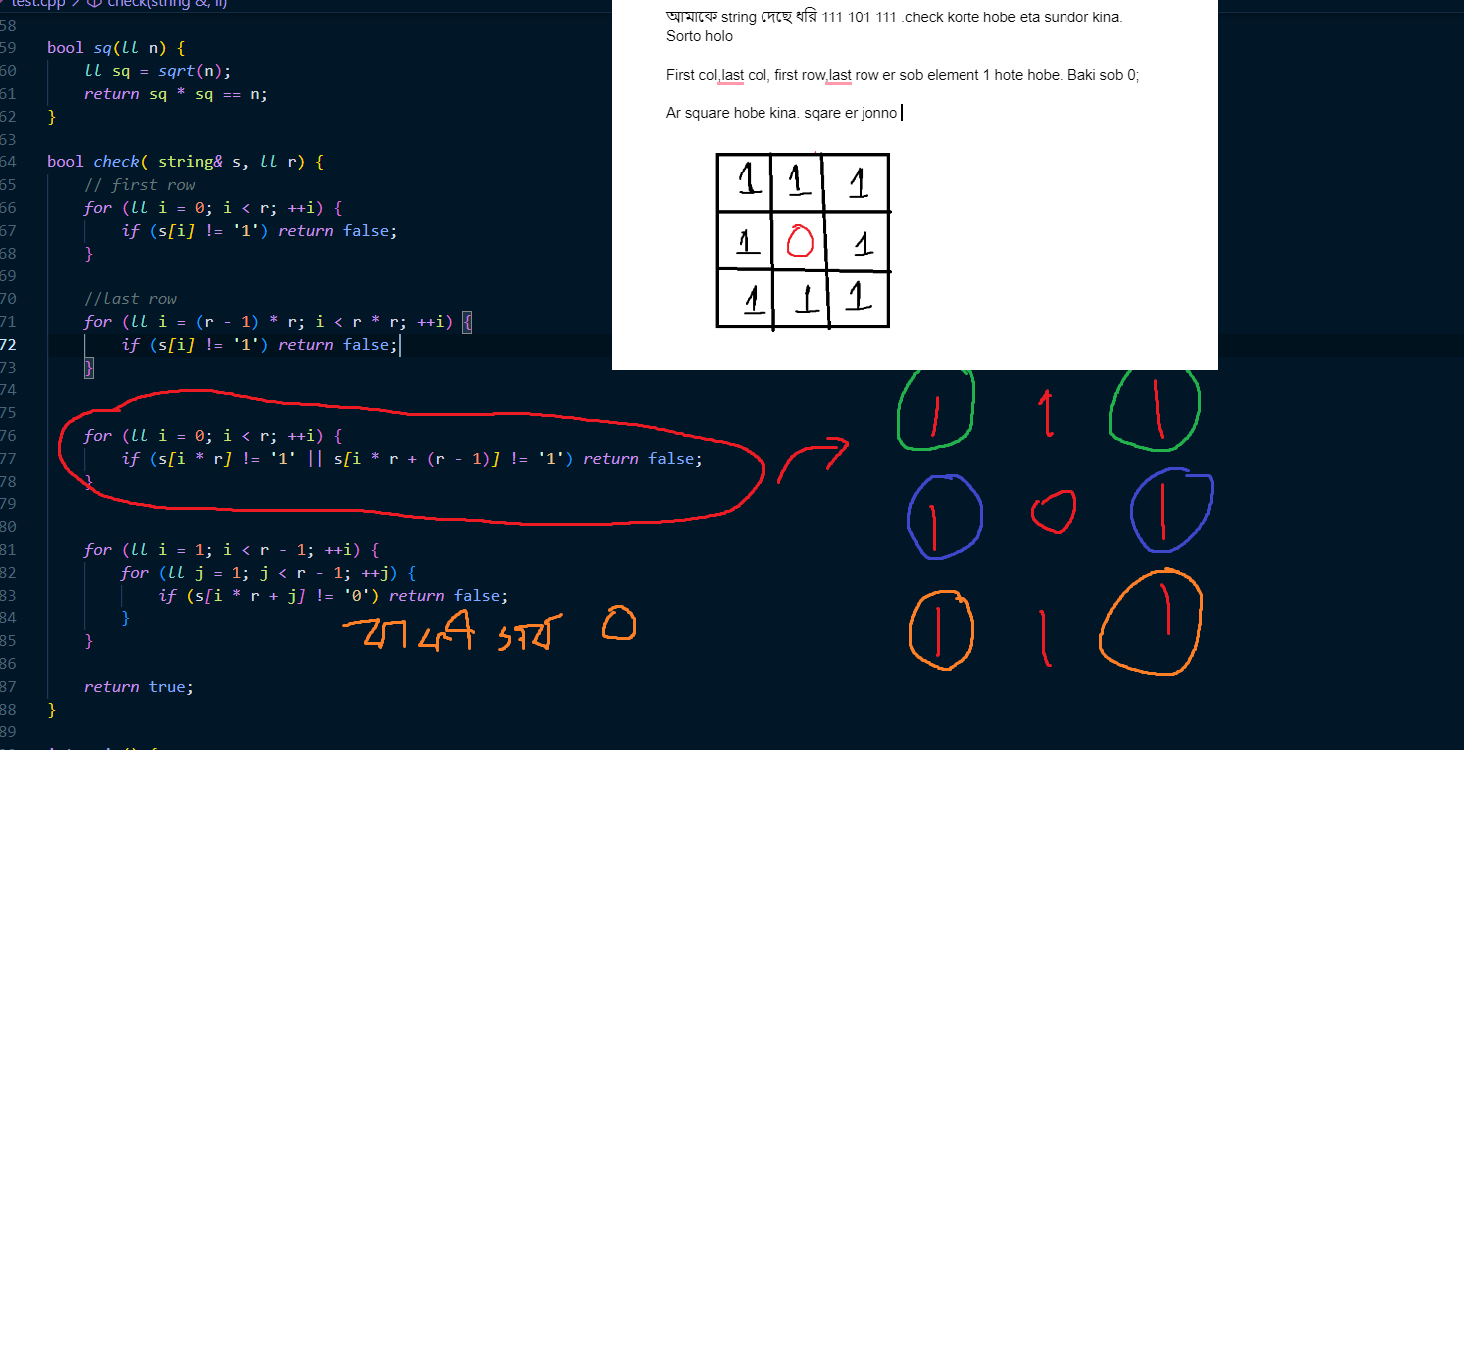 test.cpp > check(string &, ll)
58
59 bool sq(ll n) {
60 ll sq = sqrt(n);
61 return sq * sq == n;
62 }
63
64 bool check( string& s, ll r) {
65 // first row
66 for (ll i = 0; i < r; ++i) {
67 if (s[i] != '1') return false;
68 }
69
70 //last row
71 for (ll i = (r - 1) * r; i < r * r; ++i) {
72 if (s[i] != '1') return false;
73 }
74
75
76 for (ll i = 0; i < r; ++i) {
77 if (s[i * r] != '1' || s[i * r + (r - 1)] != '1') return false;
78 }
79
80
81 for (ll i = 1; i < r - 1; ++i) {
82 for (ll j = 1; j < r - 1; ++j) {
83 if (s[i * r + j] != '0') return false;
84 }
85 }
86
87 return true;
88 }
89
বাকি সব 0
আমাকে string দেছে ধরি 111 101 111 .check korte hobe eta sundor kina.
Sorto holo
First col,last col, first row,last row er sob element 1 hote hobe. Baki sob 0;
Ar square hobe kina. sqare er jonno
1 1 1
1 0 1
1 1 1
1 1 1
1 0 1
1 1 1